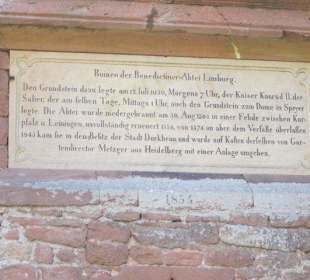 Ruinen der Benedictiner-Abtei Limburg.
Den Grundstein dazu legte am 12. Juli 1030, Morgens 7 Uhr, der Kaiser Konrad II. der
Salier; der am selben Tage, Mittags 1 Uhr, auch den Grundstein zum Dome in Speyer
legte. Die Abtei wurde niedergebrannt am 30. Aug. 1504 in einer Fehde zwischen Kur-
pfalz u. Leiningen, unvollständig erneuert 1554, von 1574 an aber dem Verfalle überlassen,
1843 kam sie in den Besitz der Stadt Dürkheim und wurde auf Kosten derselben von Gar-
tendirector Metzger aus Heidelberg mit einer Anlage umgeben.